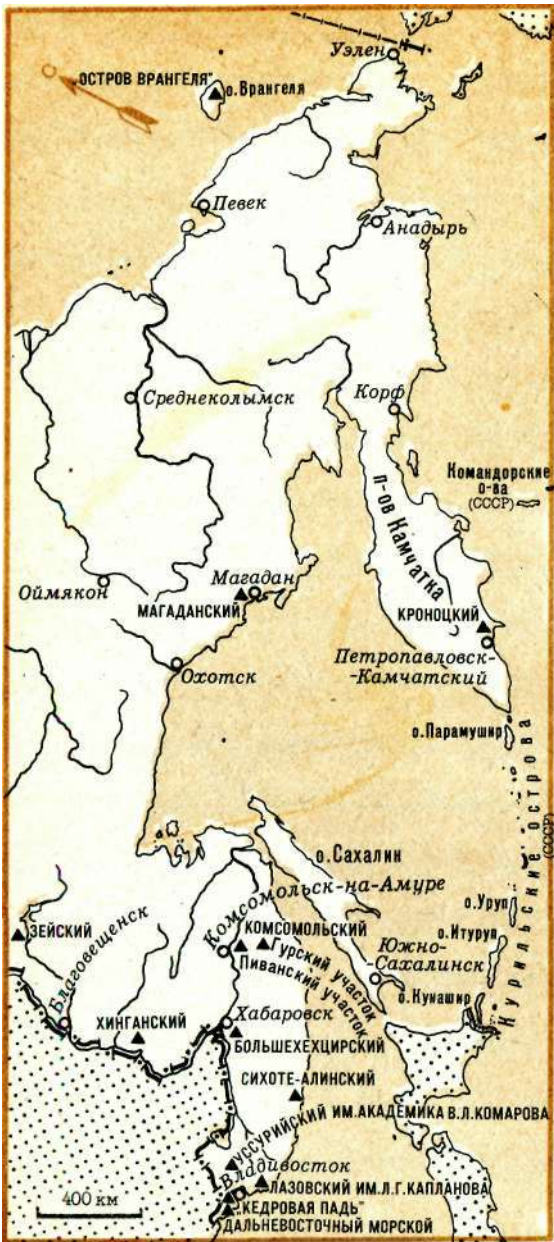 Уэлен
„ОСТРОВ ВРАНГЕЛЯ"
о.Врангеля
Певек
Анадырь
Среднеколымск
Корф
Командорские
о-ва
(СССР)
п-ов Камчатка
Оймякон
Магадан
МАГАДАНСКИЙ
КРОНОЦКИЙ
Петропавловск-
-Камчатский
Охотск
о.Парамушир
Курильские острова
(СССР)
о.Сахалин
Комсомольск-на-Амуре
о.Уруп
ЗЕЙСКИЙ
Благовещенск
КОМСОМОЛЬСКИЙ
Гурский участок
Пиванский участок
Южно-
-Сахалинск
о.Итуруп
о.Кунашир
ХИНГАНСКИЙ
Хабаровск
БОЛЬШЕХЕХЦИРСКИЙ
СИХОТЕ-АЛИНСКИЙ
УССУРИЙСКИЙ ИМ.АКАДЕМИКА В.Л.КОМАРОВА
Владивосток
400 км
ЛАЗОВСКИЙ ИМ.Л.Г.КАПЛАНОВА
„КЕДРОВАЯ ПАДЬ"
ДАЛЬНЕВОСТОЧНЫЙ МОРСКОЙ